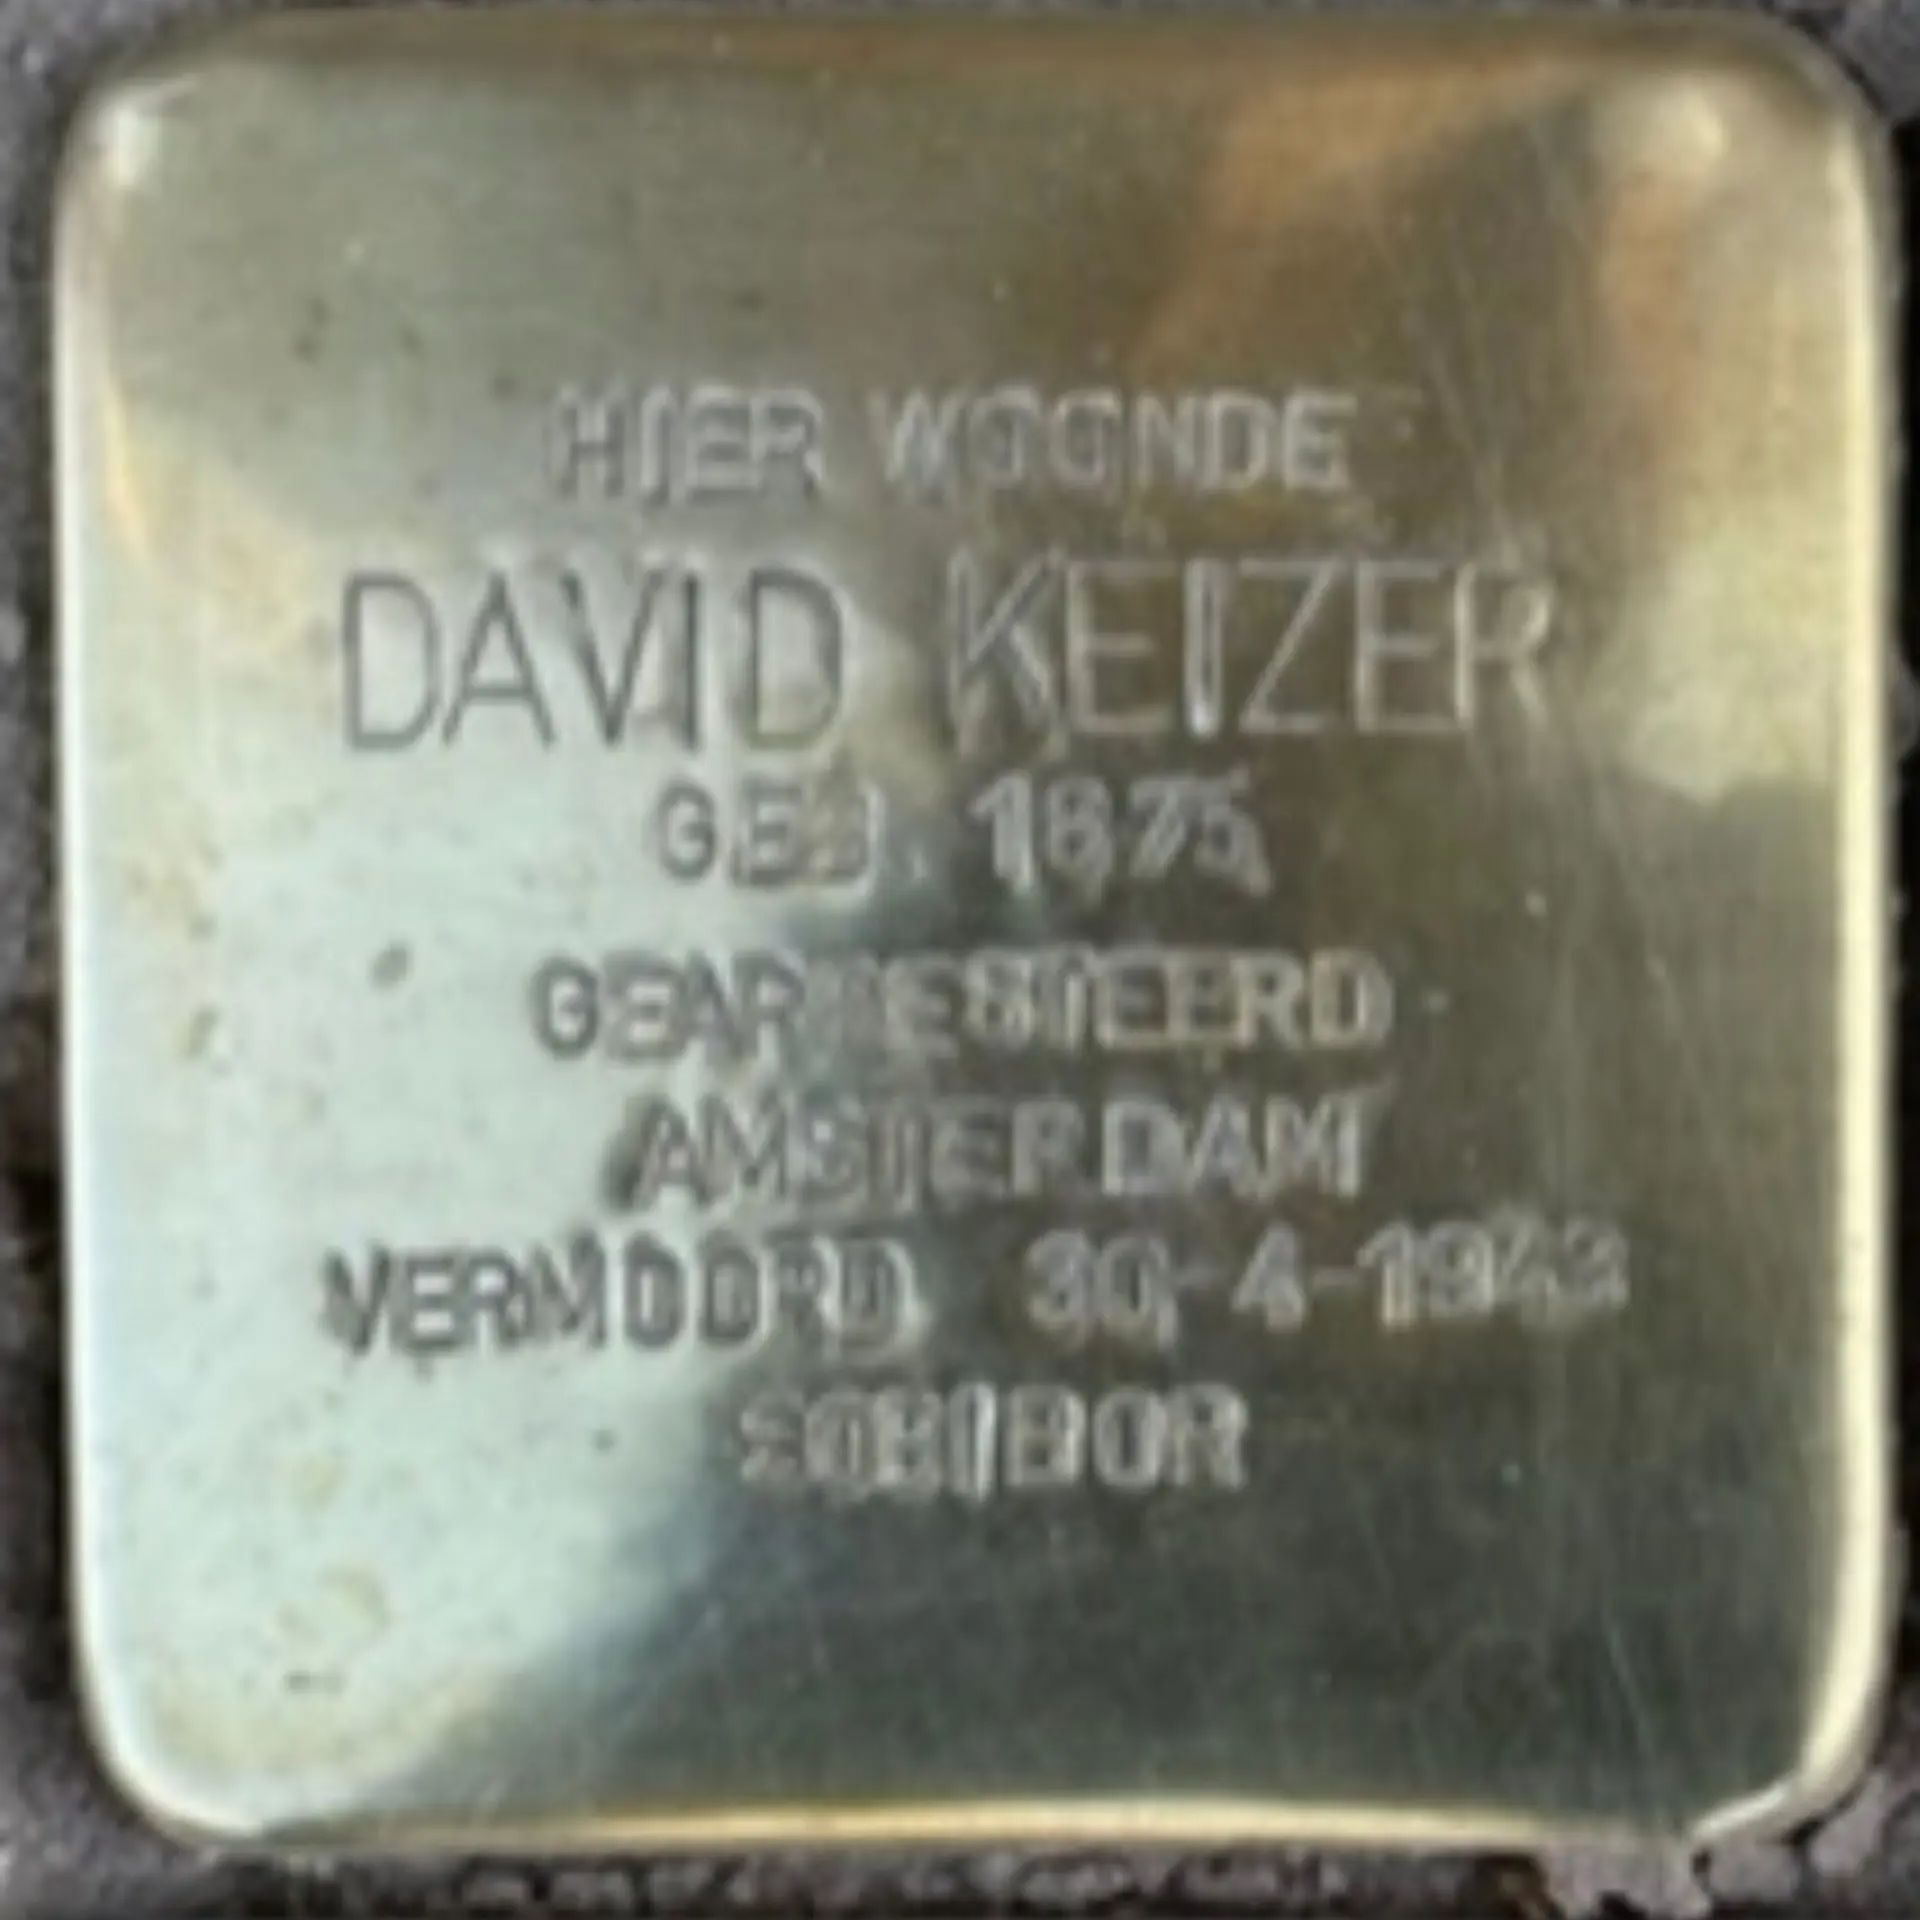 HIER WOONDE
DAVID KEIZER
GEB. 1875
GEARRESTEERD
AMSTERDAM
VERMOORD 30-4-1943
SOBIBOR